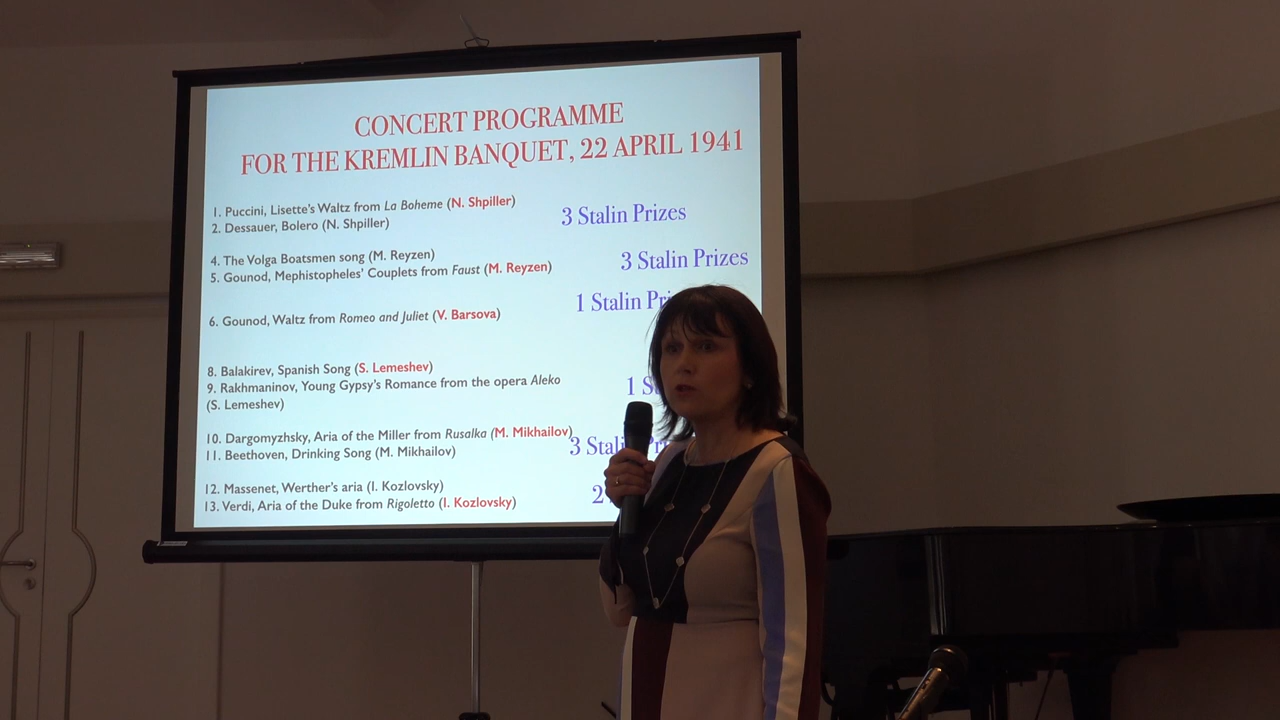 CONCERT PROGRAMME
FOR THE KREMLIN BANQUET, 22 APRIL 1941
1. Puccini, Lisette's Waltz from La Boheme (N. Shpiller)
2. Dessauer, Bolero (N. Shpiller)
3 Stalin Prizes
4. The Volga Boatsmen song (M. Reyzen)
5. Gounod, Mephistopheles' Couplets from Faust (M. Reyzen)
3 Stalin Prizes
1 Stalin
6. Gounod, Waltz from Romeo and Juliet (V. Barsova)
8. Balakirev, Spanish Song (S. Lemeshev)
9. Rakhmaninov, Young Gypsy's Romance from the opera Aleko
(S. Lemeshev)
1
10. Dargomyzhsky, Aria of the Miller from Rusalka (M. Mikhailov)
11. Beethoven, Drinking Song (M. Mikhailov)
3
12. Massenet, Werther's aria (I. Kozlovsky)
13. Verdi, Aria of the Duke from Rigoletto (I. Kozlovsky)
2